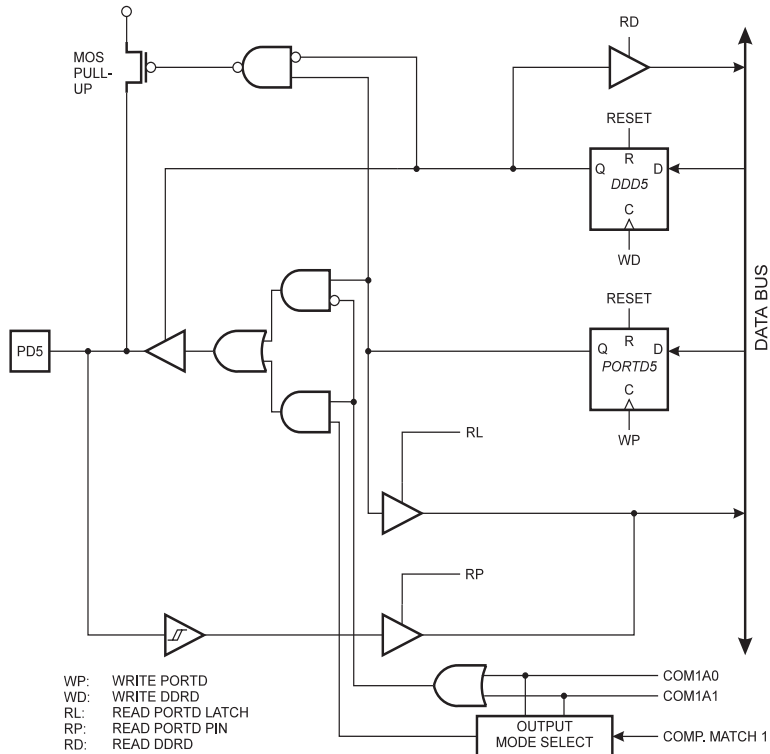 RD
MOS
PULL-
UP
RESET
R
Q
D
DDD5
C
WD
RESET
R
Q
D
PORTD5
C
WP
DATA BUS
PD5
RL
RP
WP: WRITE PORTD
WD: WRITE DDRD
RL: READ PORTD LATCH
RP: READ PORTD PIN
RD: READ DDRD
COM1A0
COM1A1
OUTPUT
MODE SELECT
COMP. MATCH 1